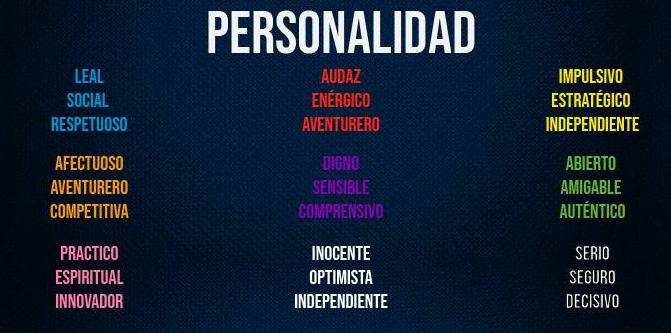 PERSONALIDAD
LEAL
SOCIAL
RESPETUOSO
AUDAZ
ENÉRGICO
AVENTURERO
IMPULSIVO
ESTRATÉGICO
INDEPENDIENTE
AFECTUOSO
AVENTURERO
COMPETITIVA
DIGNO
SENSIBLE
COMPRENSIVO
ABIERTO
AMIGABLE
AUTÉNTICO
PRACTICO
ESPIRITUAL
INNOVADOR
INOCENTE
OPTIMISTA
INDEPENDIENTE
SERIO
SEGURO
DECISIVO